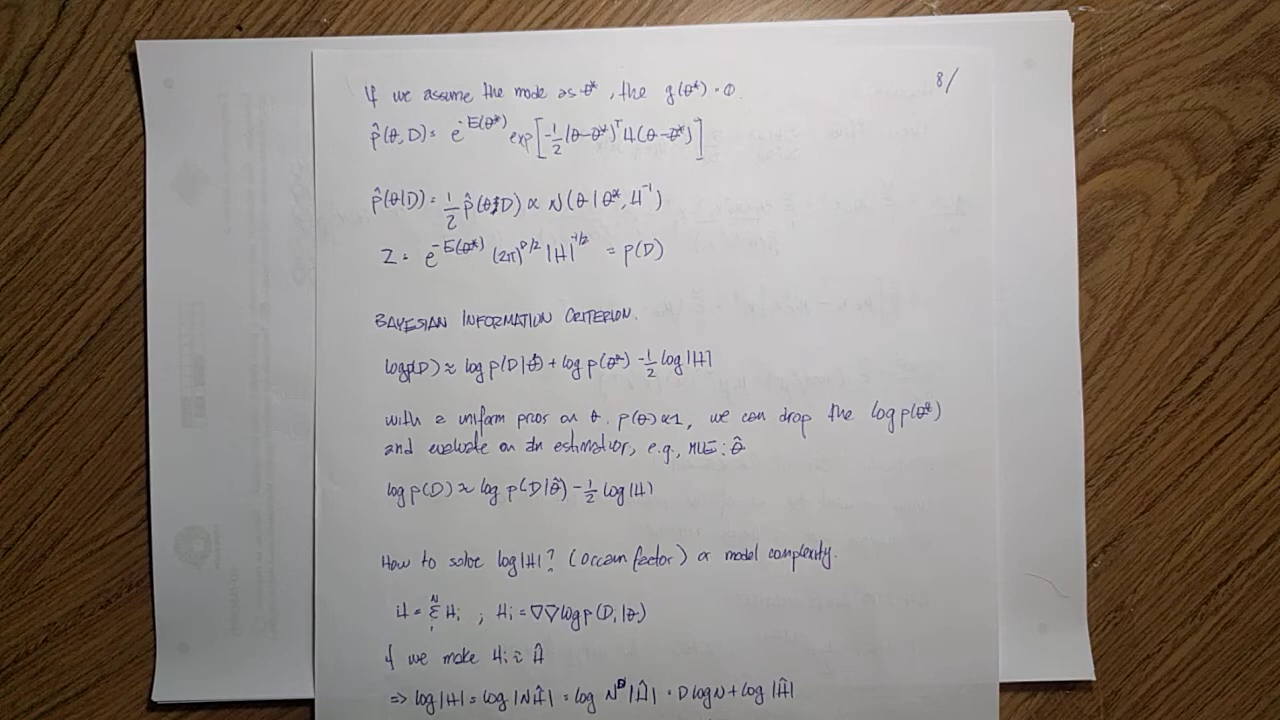 8/
If we assume the mode as θ*, the g(θ*) = 0.
p̂(θ, D) = e^{-E(θ*)} exp[-1/2 (θ-θ*)ᵀ H (θ-θ*)]
p̂(θ|D) = 1/Z p̂(θ,D) ∝ N(θ | θ*, H⁻¹)
Z = e^{-E(θ*)} (2π)^{D/2} |H|^{-1/2} = p(D)
BAYESIAN INFORMATION CRITERION.
log p(D) ≈ log p(D|θ*) + log p(θ*) - 1/2 log |H|
with a uniform prior on θ. p(θ) ∝ 1, we can drop the log p(θ*)
and evaluate on an estimation, e.g., MLE: θ̂
log p(D) ≈ log p(D|θ̂) - 1/2 log |H|
How to solve log |H|? (Occam factor) or model complexity.
H = Σᵢᴺ Hᵢ ; Hᵢ = ∇∇ log p(Dᵢ|θ)
if we make Hᵢ ≈ Ĥ
⇒ log |H| = log |NĤ| = log Nᴰ |Ĥ| = D log N + log |Ĥ|